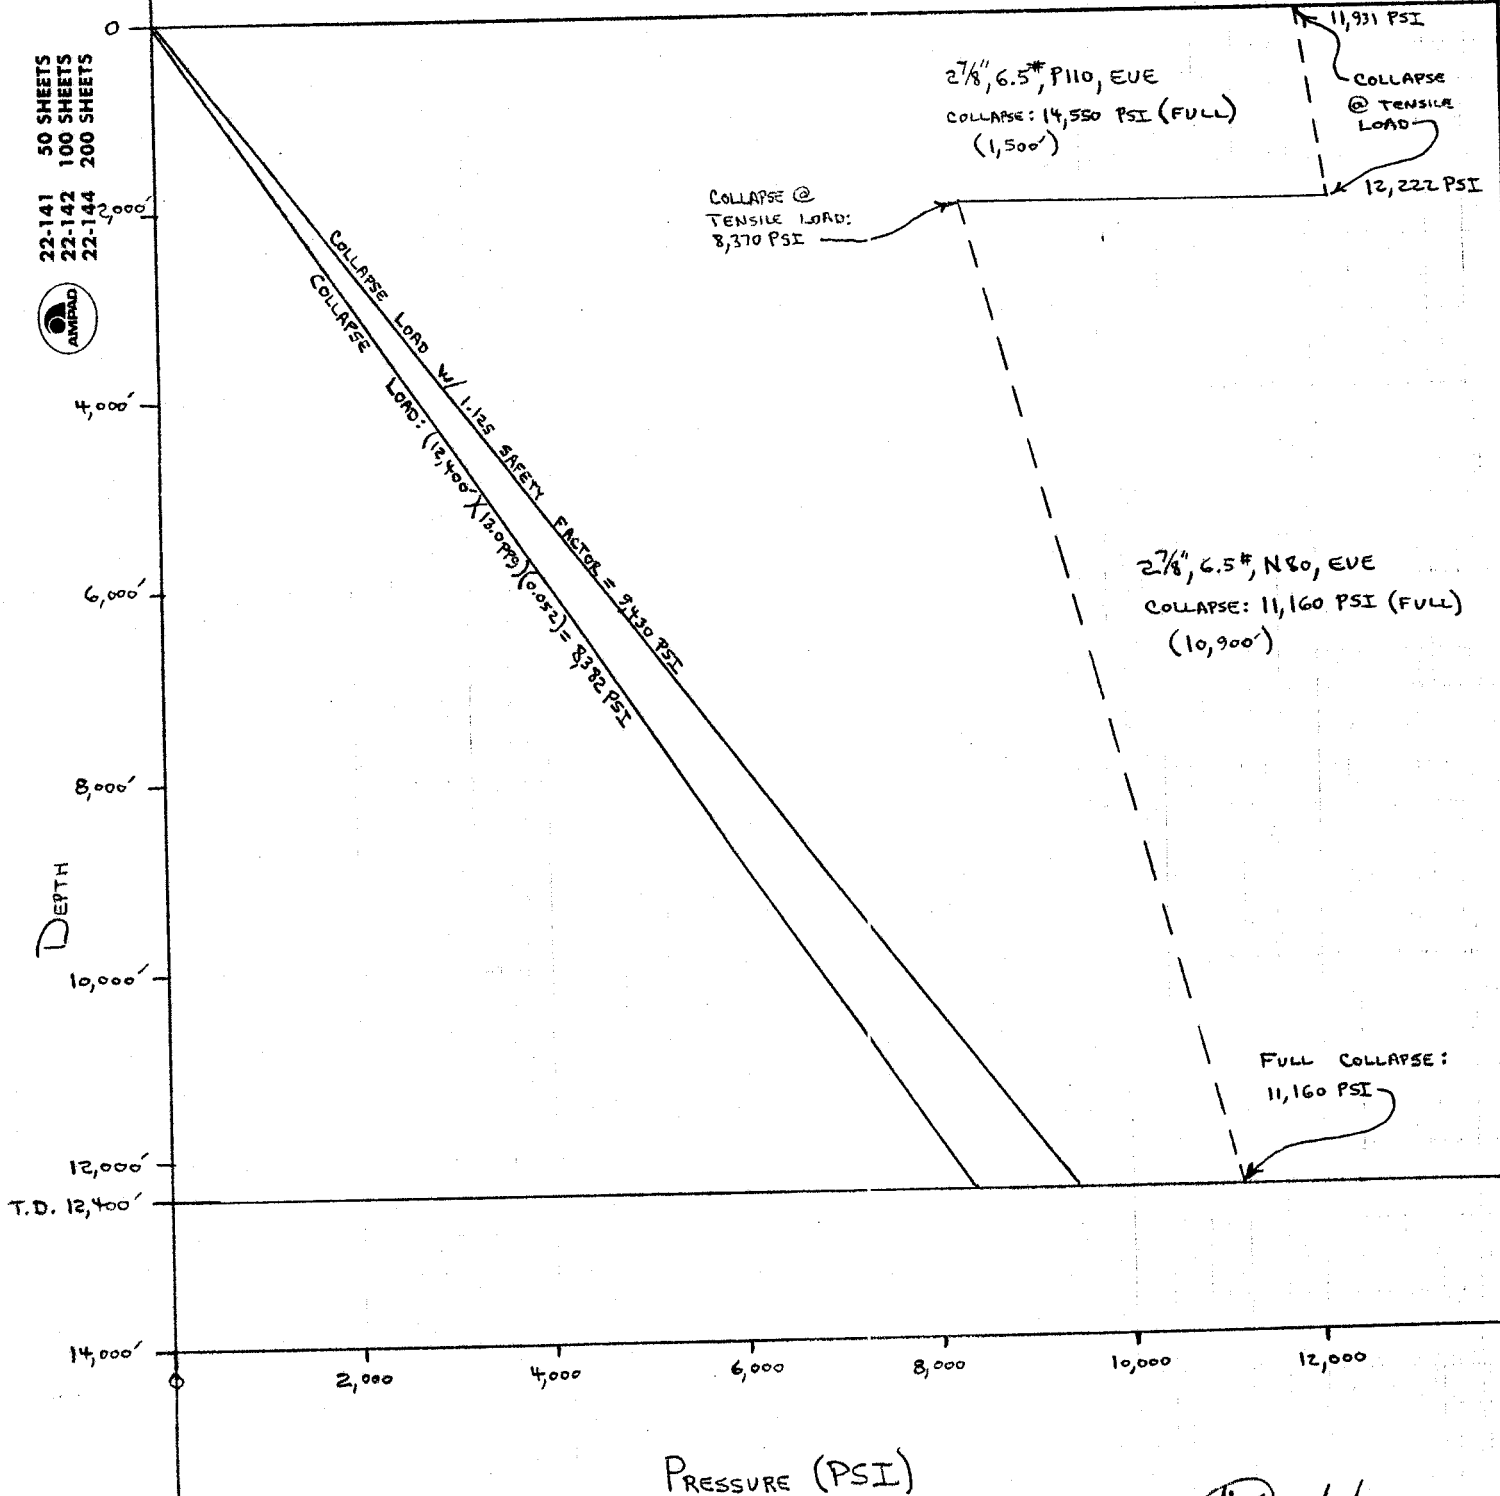 0
11,931 PSI
2 7/8", 6.5#, P110, EUE
COLLAPSE: 14,550 PSI (FULL)
(1,500')
COLLAPSE
@ TENSILE
LOAD
12,222 PSI
COLLAPSE @
TENSILE LOAD:
8,370 PSI
22-141 50 SHEETS
22-142 100 SHEETS
22-144 200 SHEETS
AMPAD
2,000'
COLLAPSE LOAD W/ 1.125 SAFETY FACTOR = 9,430 PSI
COLLAPSE LOAD: (12,400')(13.0 PPG)(0.052) = 8,382 PSI
4,000'
6,000'
2 7/8", 6.5#, N80, EUE
COLLAPSE: 11,160 PSI (FULL)
(10,900')
8,000'
DEPTH
10,000'
FULL COLLAPSE:
11,160 PSI
12,000'
T.D. 12,400'
14,000'
0
2,000
4,000
6,000
8,000
10,000
12,000
PRESSURE (PSI)